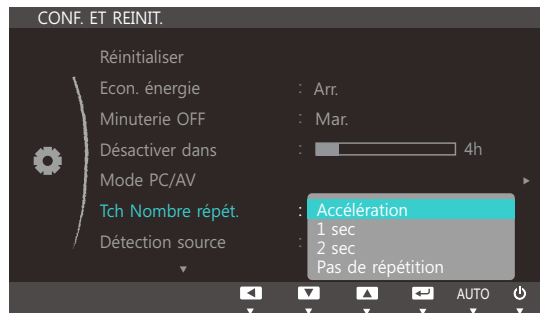 CONF. ET REINIT.
Réinitialiser
Econ. énergie : Arr.
Minuterie OFF : Mar.
Désactiver dans : 4h
Mode PC/AV
Tch Nombre répét. : Accélération
1 sec
2 sec
Détection source :
Pas de répétition
AUTO